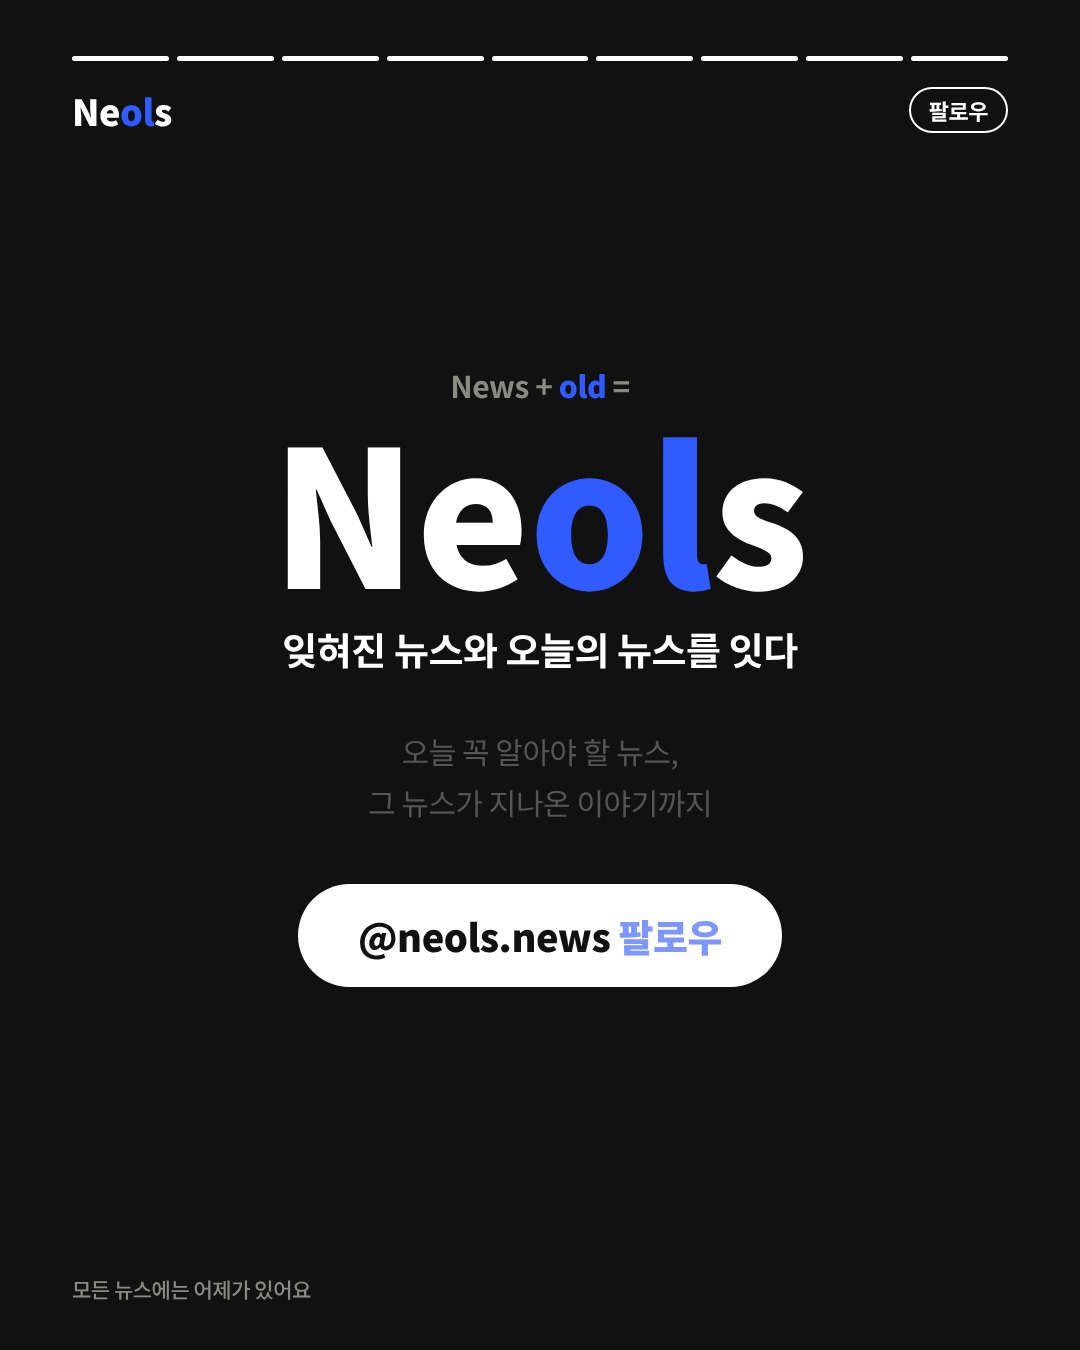 Neols
팔로우
News + old =
Neols
잊혀진 뉴스와 오늘의 뉴스를 잇다
오늘 꼭 알아야 할 뉴스,
그 뉴스가 지나온 이야기까지
@neols.news 팔로우
모든 뉴스에는 어제가 있어요